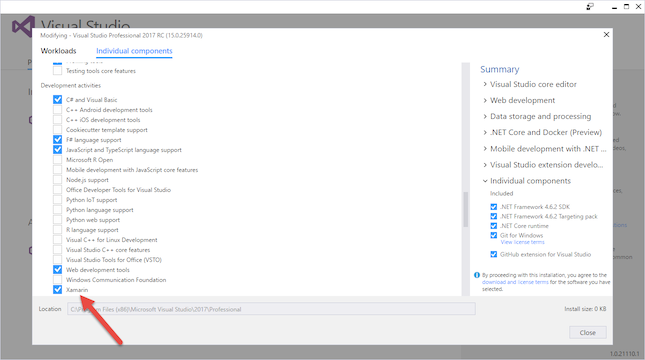 Visual Studio
Modifying - Visual Studio Professional 2017 RC (15.0.25914.0)
Workloads
Individual components
Testing tools core features
Development activities
C# and Visual Basic
C++ Android development tools
C++ iOS development tools
Cookiecutter template support
F# language support
JavaScript and TypeScript language support
Microsoft R Open
Mobile development with JavaScript core features
Node.js support
Office Developer Tools for Visual Studio
Python IoT support
Python language support
Python web support
R language support
Visual C++ for Linux Development
Visual Studio C++ core features
Visual Studio Tools for Office (VSTO)
Web development tools
Windows Communication Foundation
Xamarin
Summary
Visual Studio core editor
Web development
Data storage and processing
.NET Core and Docker (Preview)
Mobile development with .NET ...
Visual Studio extension develo...
Individual components
Included
.NET Framework 4.6.2 SDK
.NET Framework 4.6.2 Targeting pack
.NET Core runtime
Git for Windows
View license terms
GitHub extension for Visual Studio
By proceeding with this installation, you agree to the
download and license terms for the software you have
selected.
Location
Files (x86)\Microsoft Visual Studio\2017\Professional
Install size: 0 KB
Close
1.0.21110.1